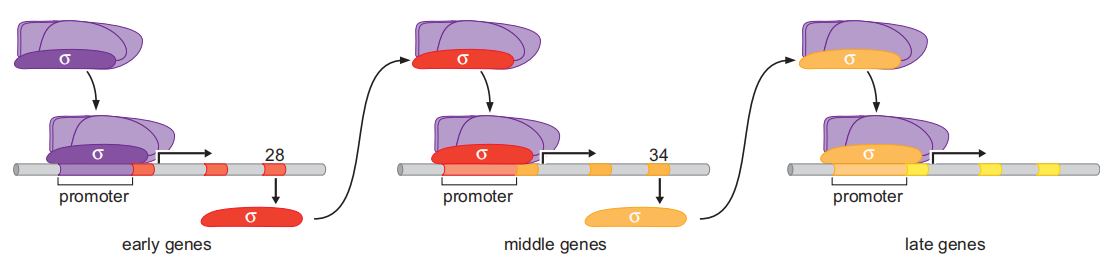 σ
σ
28
promoter
σ
early genes
σ
σ
34
promoter
σ
middle genes
σ
σ
promoter
late genes